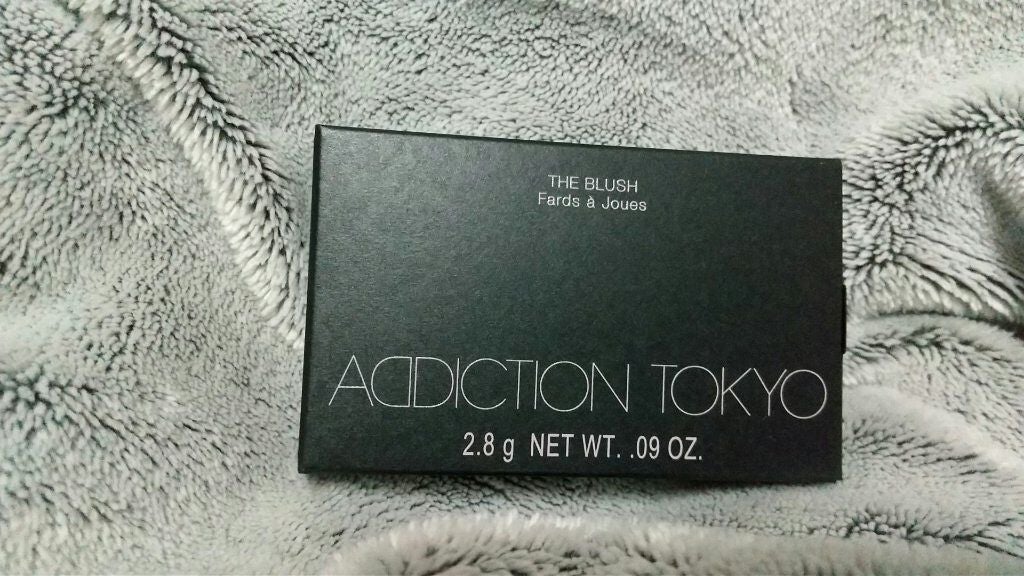 THE BLUSH
Fards à Joues
ADDICTION TOKYO
2.8 g NET WT. .09 OZ.